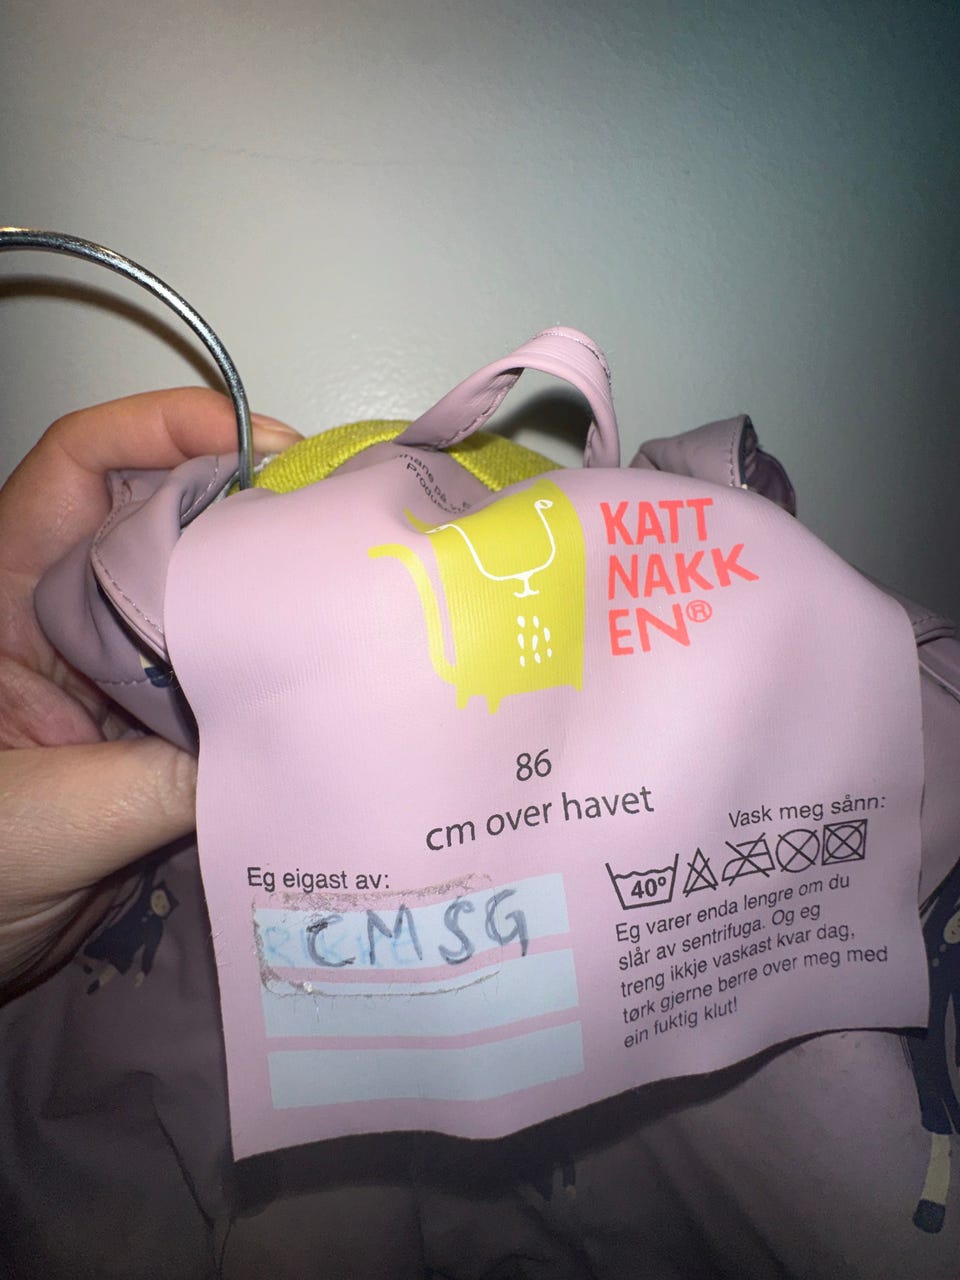 KATT
NAKK
EN®
86
cm over havet
Eg eigast av:
CMSG
Vask meg sånn:
40°
Eg varer enda lengre om du
slår av sentrifuga. Og eg
treng ikkje vaskast kvar dag,
tørk gjerne berre over meg med
ein fuktig klut!